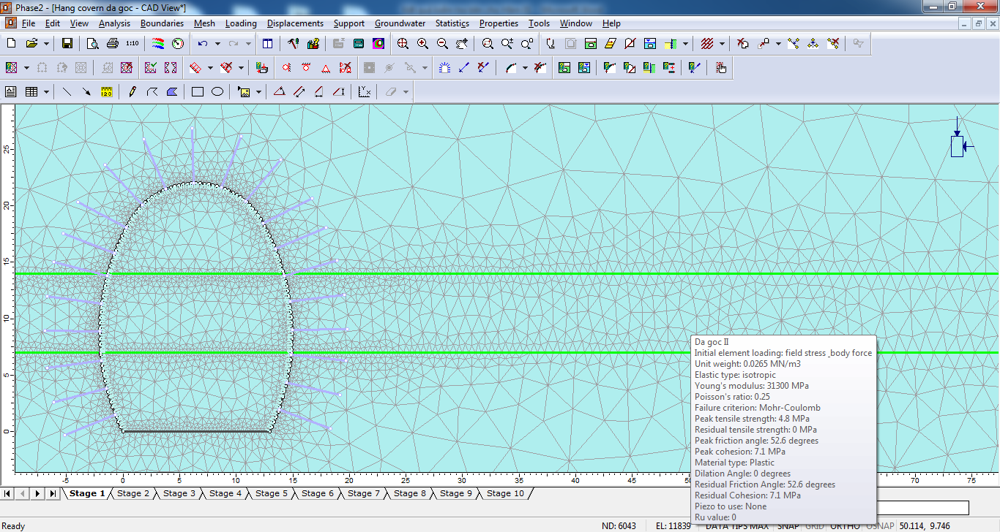 Phase2 - [Hang covern da goc - CAD View*]
File Edit View Analysis Boundaries Mesh Loading Displacements Support Groundwater Statistics Properties Tools Window Help
1:10
123
25
20
15
10
5
0
Da goc II
Initial element loading: field stress _body force
Unit weight: 0.0265 MN/m3
Elastic type: isotropic
Young's modulus: 31300 MPa
Poisson's ratio: 0.25
Failure criterion: Mohr-Coulomb
Peak tensile strength: 4.8 MPa
Residual tensile strength: 0 MPa
Peak friction angle: 52.6 degrees
Peak cohesion: 7.1 MPa
Material type: Plastic
Dilation Angle: 0 degrees
Residual Friction Angle: 52.6 degrees
Residual Cohesion: 7.1 MPa
Piezo to use: None
Ru value: 0
-5 0 5 10 15 20 25 30 35 40 45 70 75
Stage 1 Stage 2 Stage 3 Stage 4 Stage 5 Stage 6 Stage 7 Stage 8 Stage 9 Stage 10
Ready ND: 6043 EL: 11839 DATA TIPS MAX SNAP GRID ORTHO OSNAP 50.114, 9.746